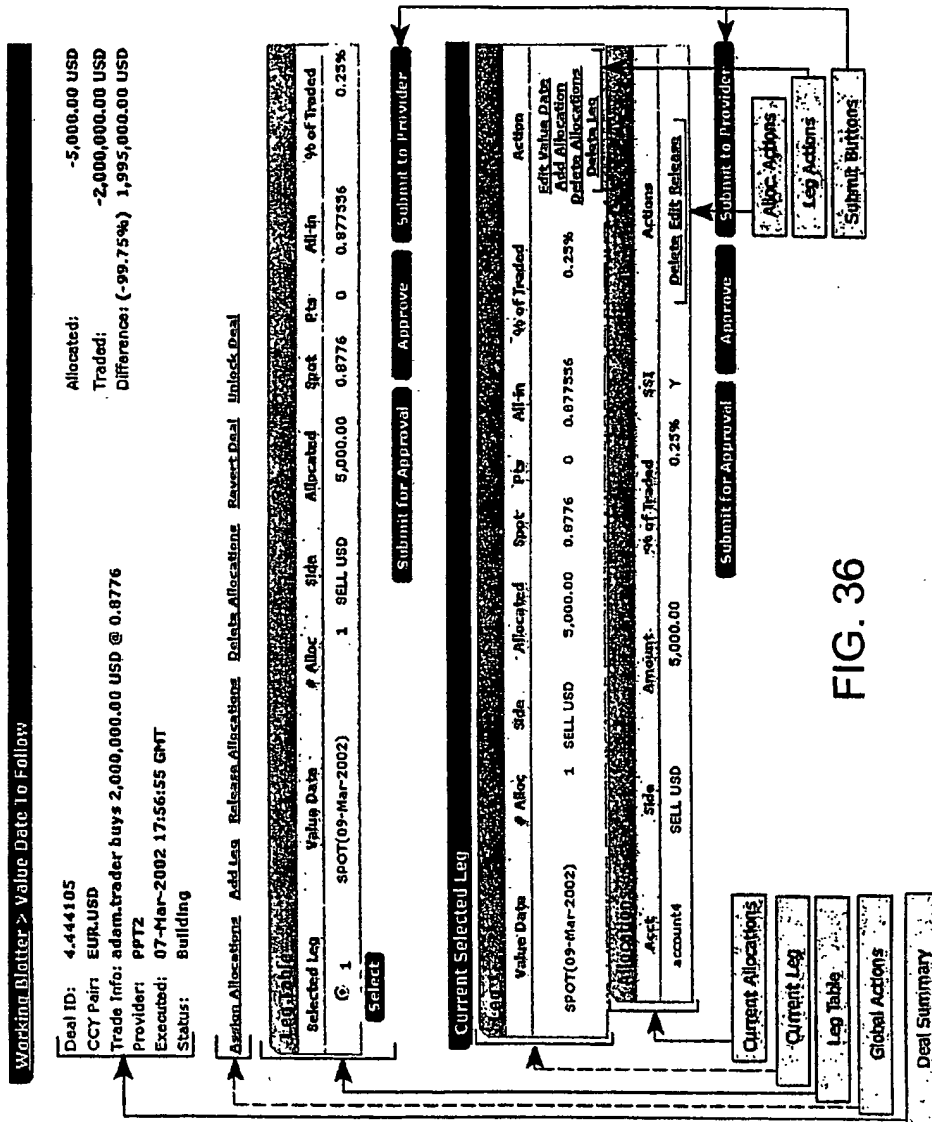 Working Blotter > Value Date To Follow
Deal ID: 4.444105
CCY Pair: EUR.USD
Trade Info: adam.trader buys 2,000,000.00 USD @ 0.8776
Provider: PPT2
Executed: 07-Mar-2002 17:56:55 GMT
Status: Building
Allocated: -5,000.00 USD
Traded: -2,000,000.00 USD
Difference: (-99.75%) 1,995,000.00 USD
Assign Allocations Add Leg Release Allocations Delete Allocations Revert Deal Unlock Deal
Leg Table
Selected Leg Value Date # Alloc Side Allocated Spot Pts All-in % of Traded
1 SPOT(09-Mar-2002) 1 SELL USD 5,000.00 0.8776 0 0.877556 0.25%
Select
Submit for Approval Approve Submit to Provider
Current Selected Leg
Value Date # Alloc Side Allocated Spot Pts All-in % of Traded Action
SPOT(09-Mar-2002) 1 SELL USD 5,000.00 0.8776 0 0.877556 0.25%
Edit Value Date
Add Allocation
Delete Allocations
Delete Leg
Allocations
Acct Side Amount % of Traded SSI Actions
account4 SELL USD 5,000.00 0.25% Y Delete Edit Release
Submit for Approval Approve Submit to Provider
Current Allocations
Current Leg
Leg Table
Global Actions
Deal Summary
Alloc Actions
Leg Actions
Submit Buttons
FIG. 36